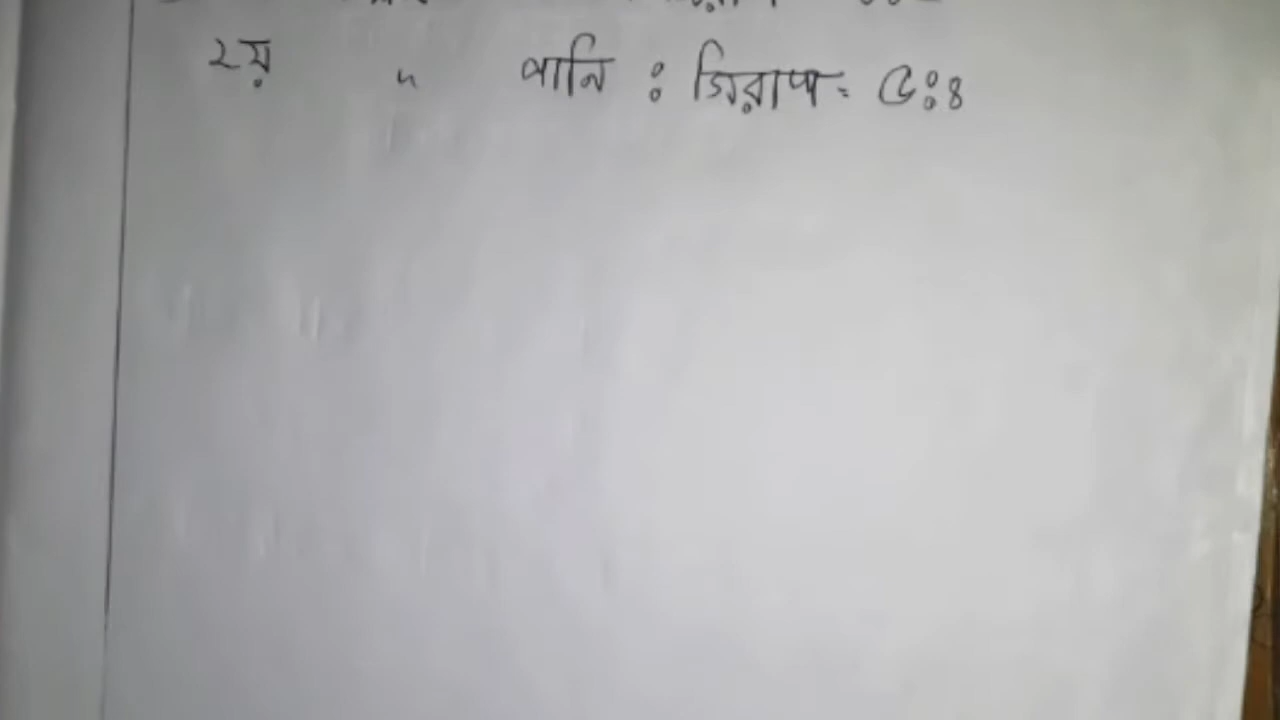 ২য় " পানি : সিরাপ = ৫:৪